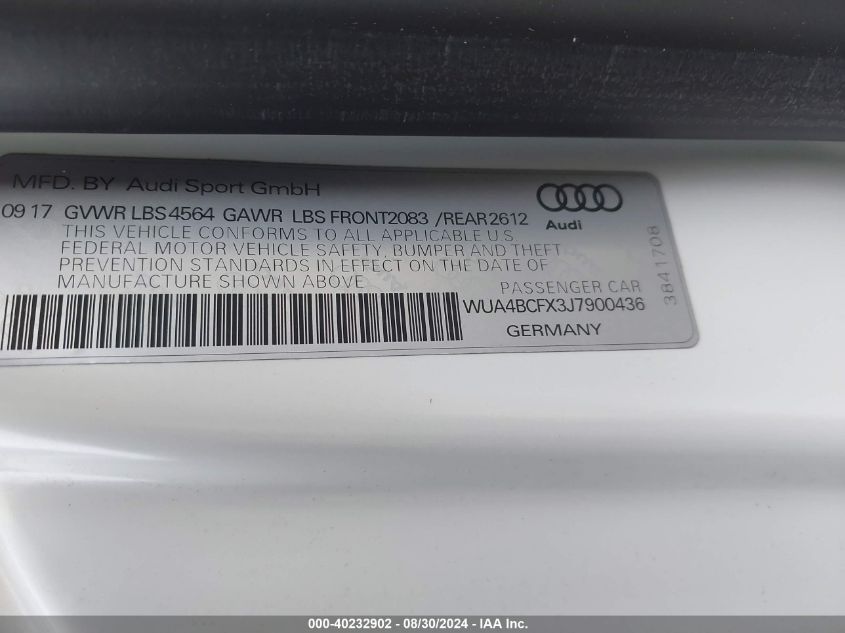 MFD. BY Audi Sport GmbH
09 17 GVWR LBS 4564 GAWR LBS FRONT2083 /REAR 2612
THIS VEHICLE CONFORMS TO ALL APPLICABLE U.S.
FEDERAL MOTOR VEHICLE SAFETY, BUMPER AND THEFT
PREVENTION STANDARDS IN EFFECT ON THE DATE OF
MANUFACTURE SHOWN ABOVE
PASSENGER CAR
WUA4BCFX3J7900436
GERMANY
Audi
3841708
000-40232902 - 08/30/2024 - IAA Inc.